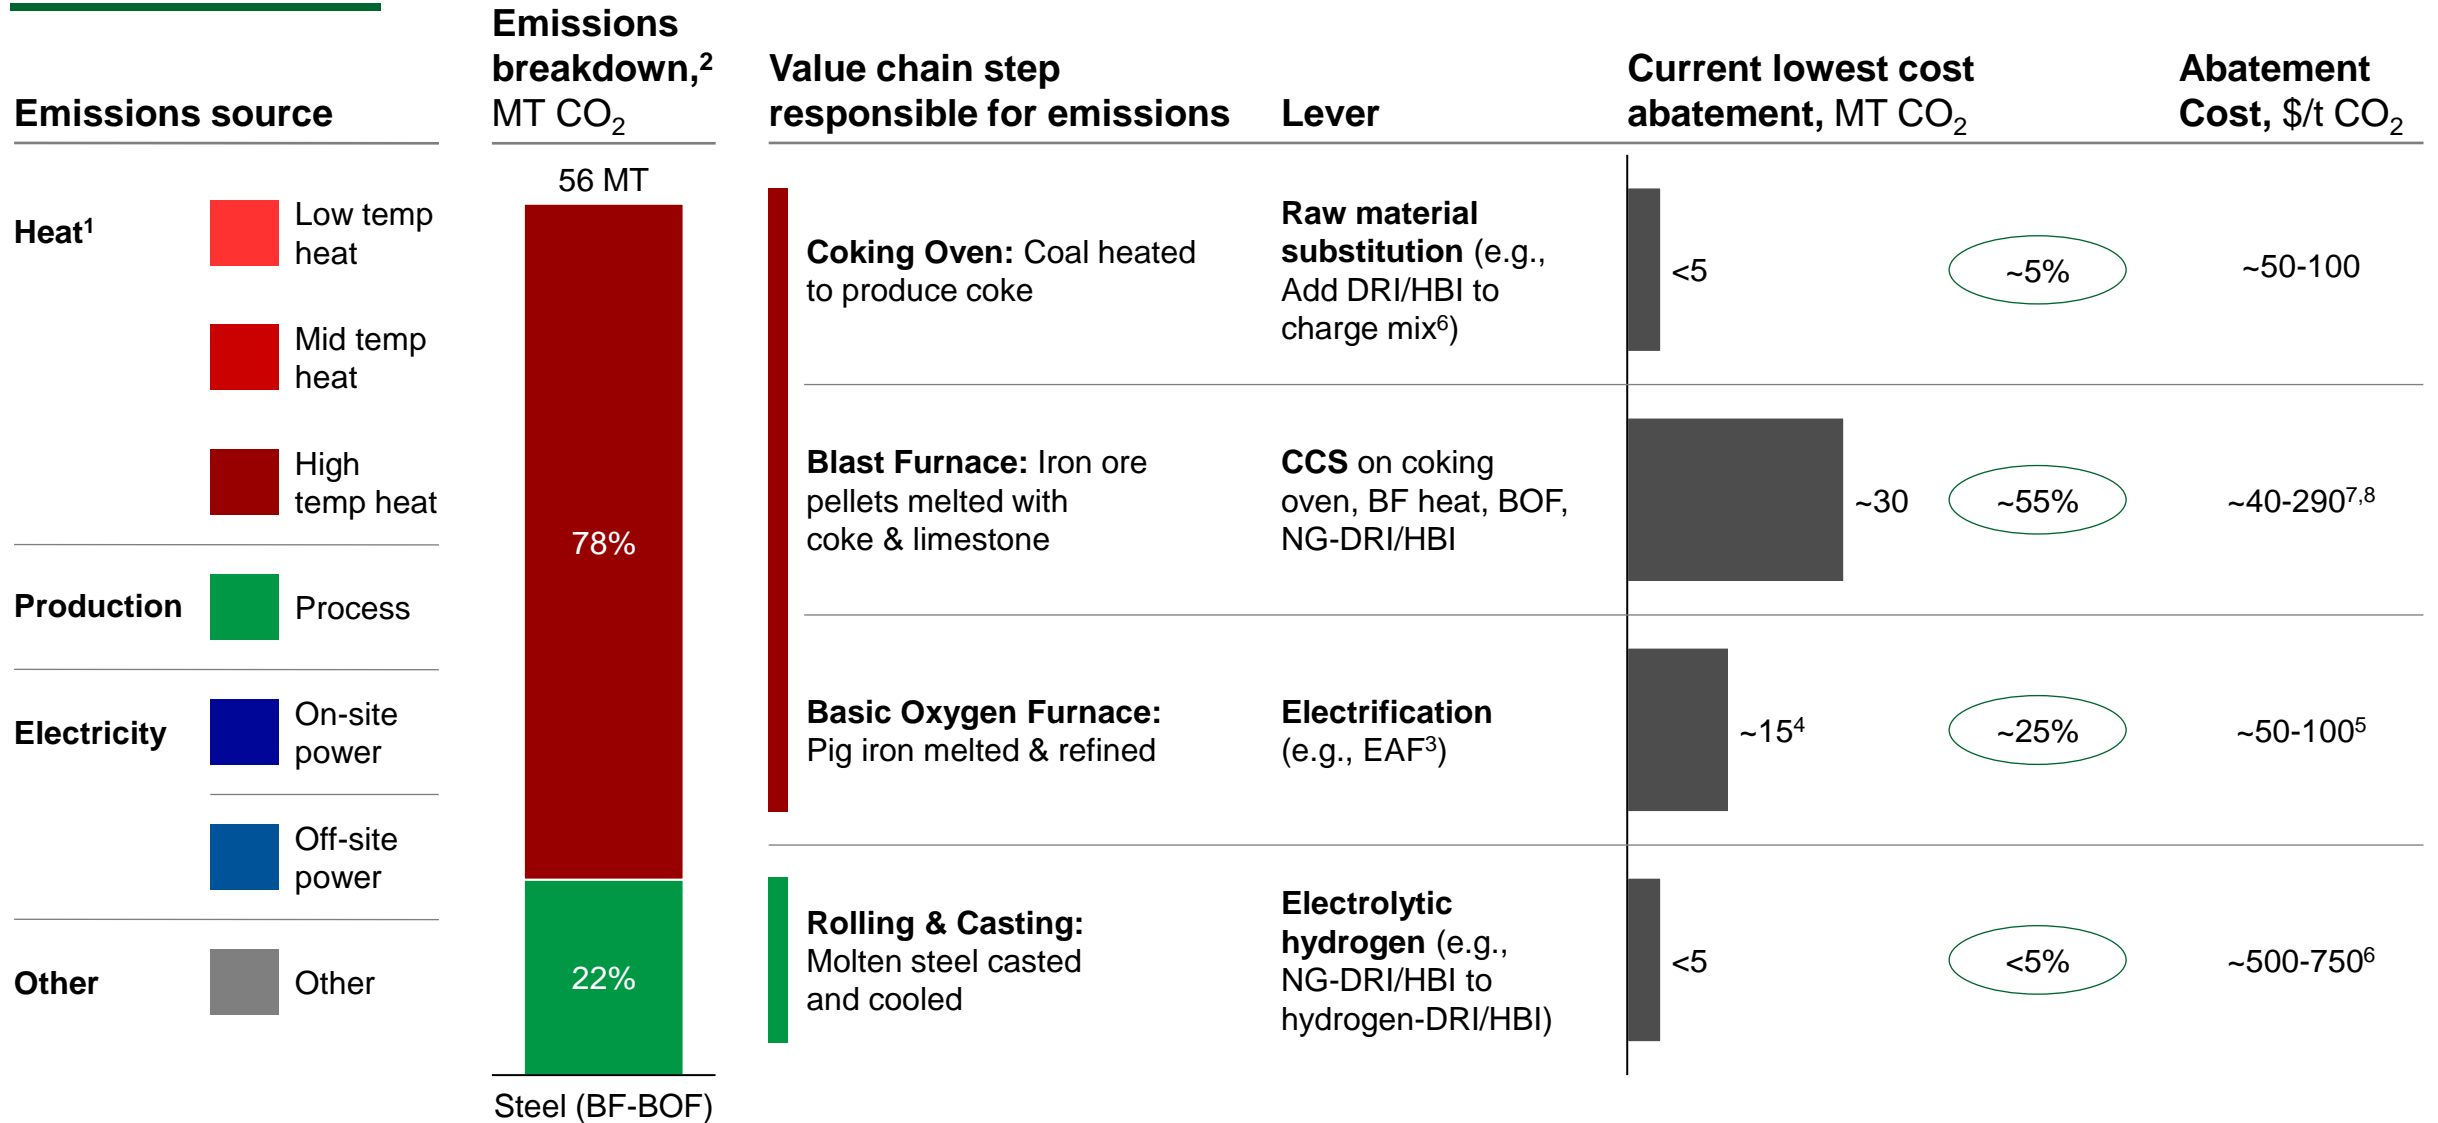 Emissions source
Emissions
breakdown,²
MT CO₂
Value chain step
responsible for emissions
Lever
Current lowest cost
abatement, MT CO₂
Abatement
Cost, $/t CO₂
Heat¹
Low temp
heat
Mid temp
heat
High
temp heat
Production
Process
Electricity
On-site
power
Off-site
power
Other
Other
56 MT
78%
22%
Steel (BF-BOF)
Coking Oven: Coal heated
to produce coke
Raw material
substitution (e.g.,
Add DRI/HBI to
charge mix⁶)
<5
~5%
~50-100
Blast Furnace: Iron ore
pellets melted with
coke & limestone
CCS on coking
oven, BF heat, BOF,
NG-DRI/HBI
~30
~55%
~40-290⁷,⁸
Basic Oxygen Furnace:
Pig iron melted & refined
Electrification
(e.g., EAF³)
~15⁴
~25%
~50-100⁵
Rolling & Casting:
Molten steel casted
and cooled
Electrolytic
hydrogen (e.g.,
NG-DRI/HBI to
hydrogen-DRI/HBI)
<5
<5%
~500-750⁶